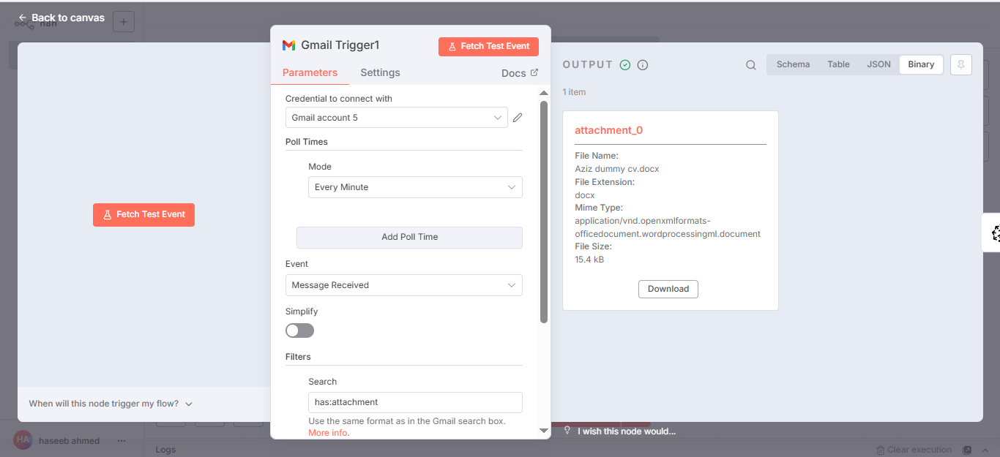 Back to canvas
n8n
Gmail Trigger1
Fetch Test Event
Parameters
Settings
Docs
Credential to connect with
Gmail account 5
Poll Times
Mode
Every Minute
Add Poll Time
Event
Message Received
Simplify
Filters
Search
has:attachment
Use the same format as in the Gmail search box.
More info.
Fetch Test Event
When will this node trigger my flow?
OUTPUT
Schema
Table
JSON
Binary
1 item
attachment_0
File Name:
Aziz dummy cv.docx
File Extension:
docx
Mime Type:
application/vnd.openxmlformats-
officedocument.wordprocessingml.document
File Size:
15.4 kB
Download
I wish this node would...
HA
haseeb ahmed
Logs
Clear execution